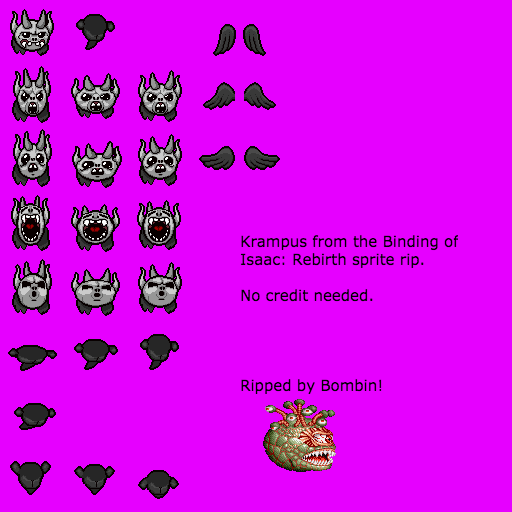 Krampus from the Binding of
Isaac: Rebirth sprite rip.
No credit needed.
Ripped by Bombin!